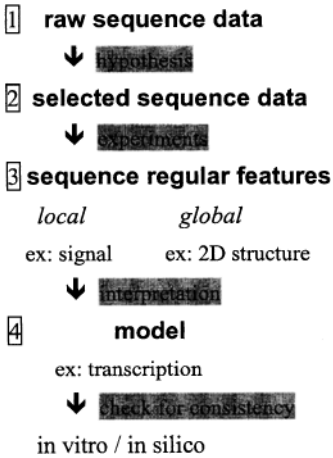 1 raw sequence data
hypothesis
2 selected sequence data
experiments
3 sequence regular features
local global
ex: signal ex: 2D structure
interpretation
4 model
ex: transcription
check for consistency
in vitro / in silico